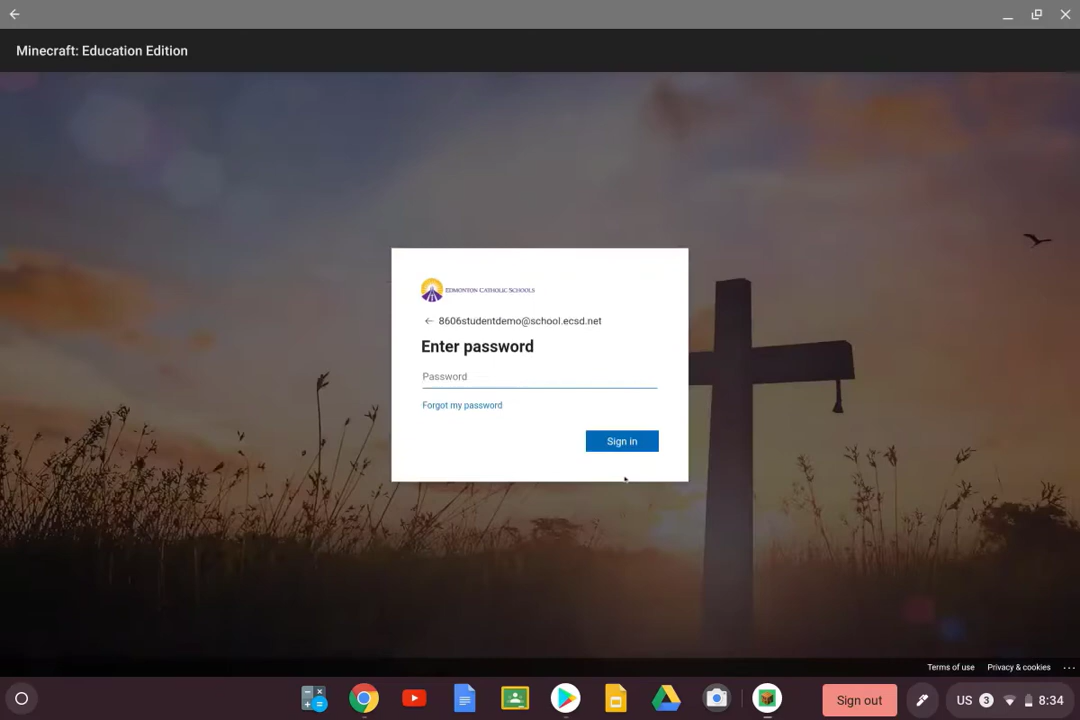 Minecraft: Education Edition
EDMONTON CATHOLIC SCHOOLS
8606studentdemo@school.ecsd.net
Enter password
Password
Forgot my password
Sign in
Terms of use Privacy & cookies ...
Sign out US 3 8:34